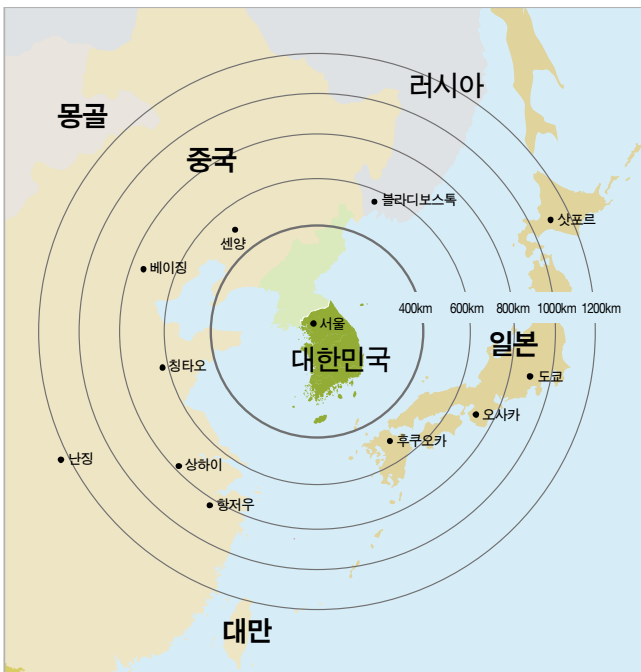 러시아
몽골
중국
블라디보스톡
삿포르
센양
베이징
400km 600km 800km 1000km 1200km
서울
일본
대한민국
칭타오
도쿄
오사카
후쿠오카
난징
상하이
항저우
대만